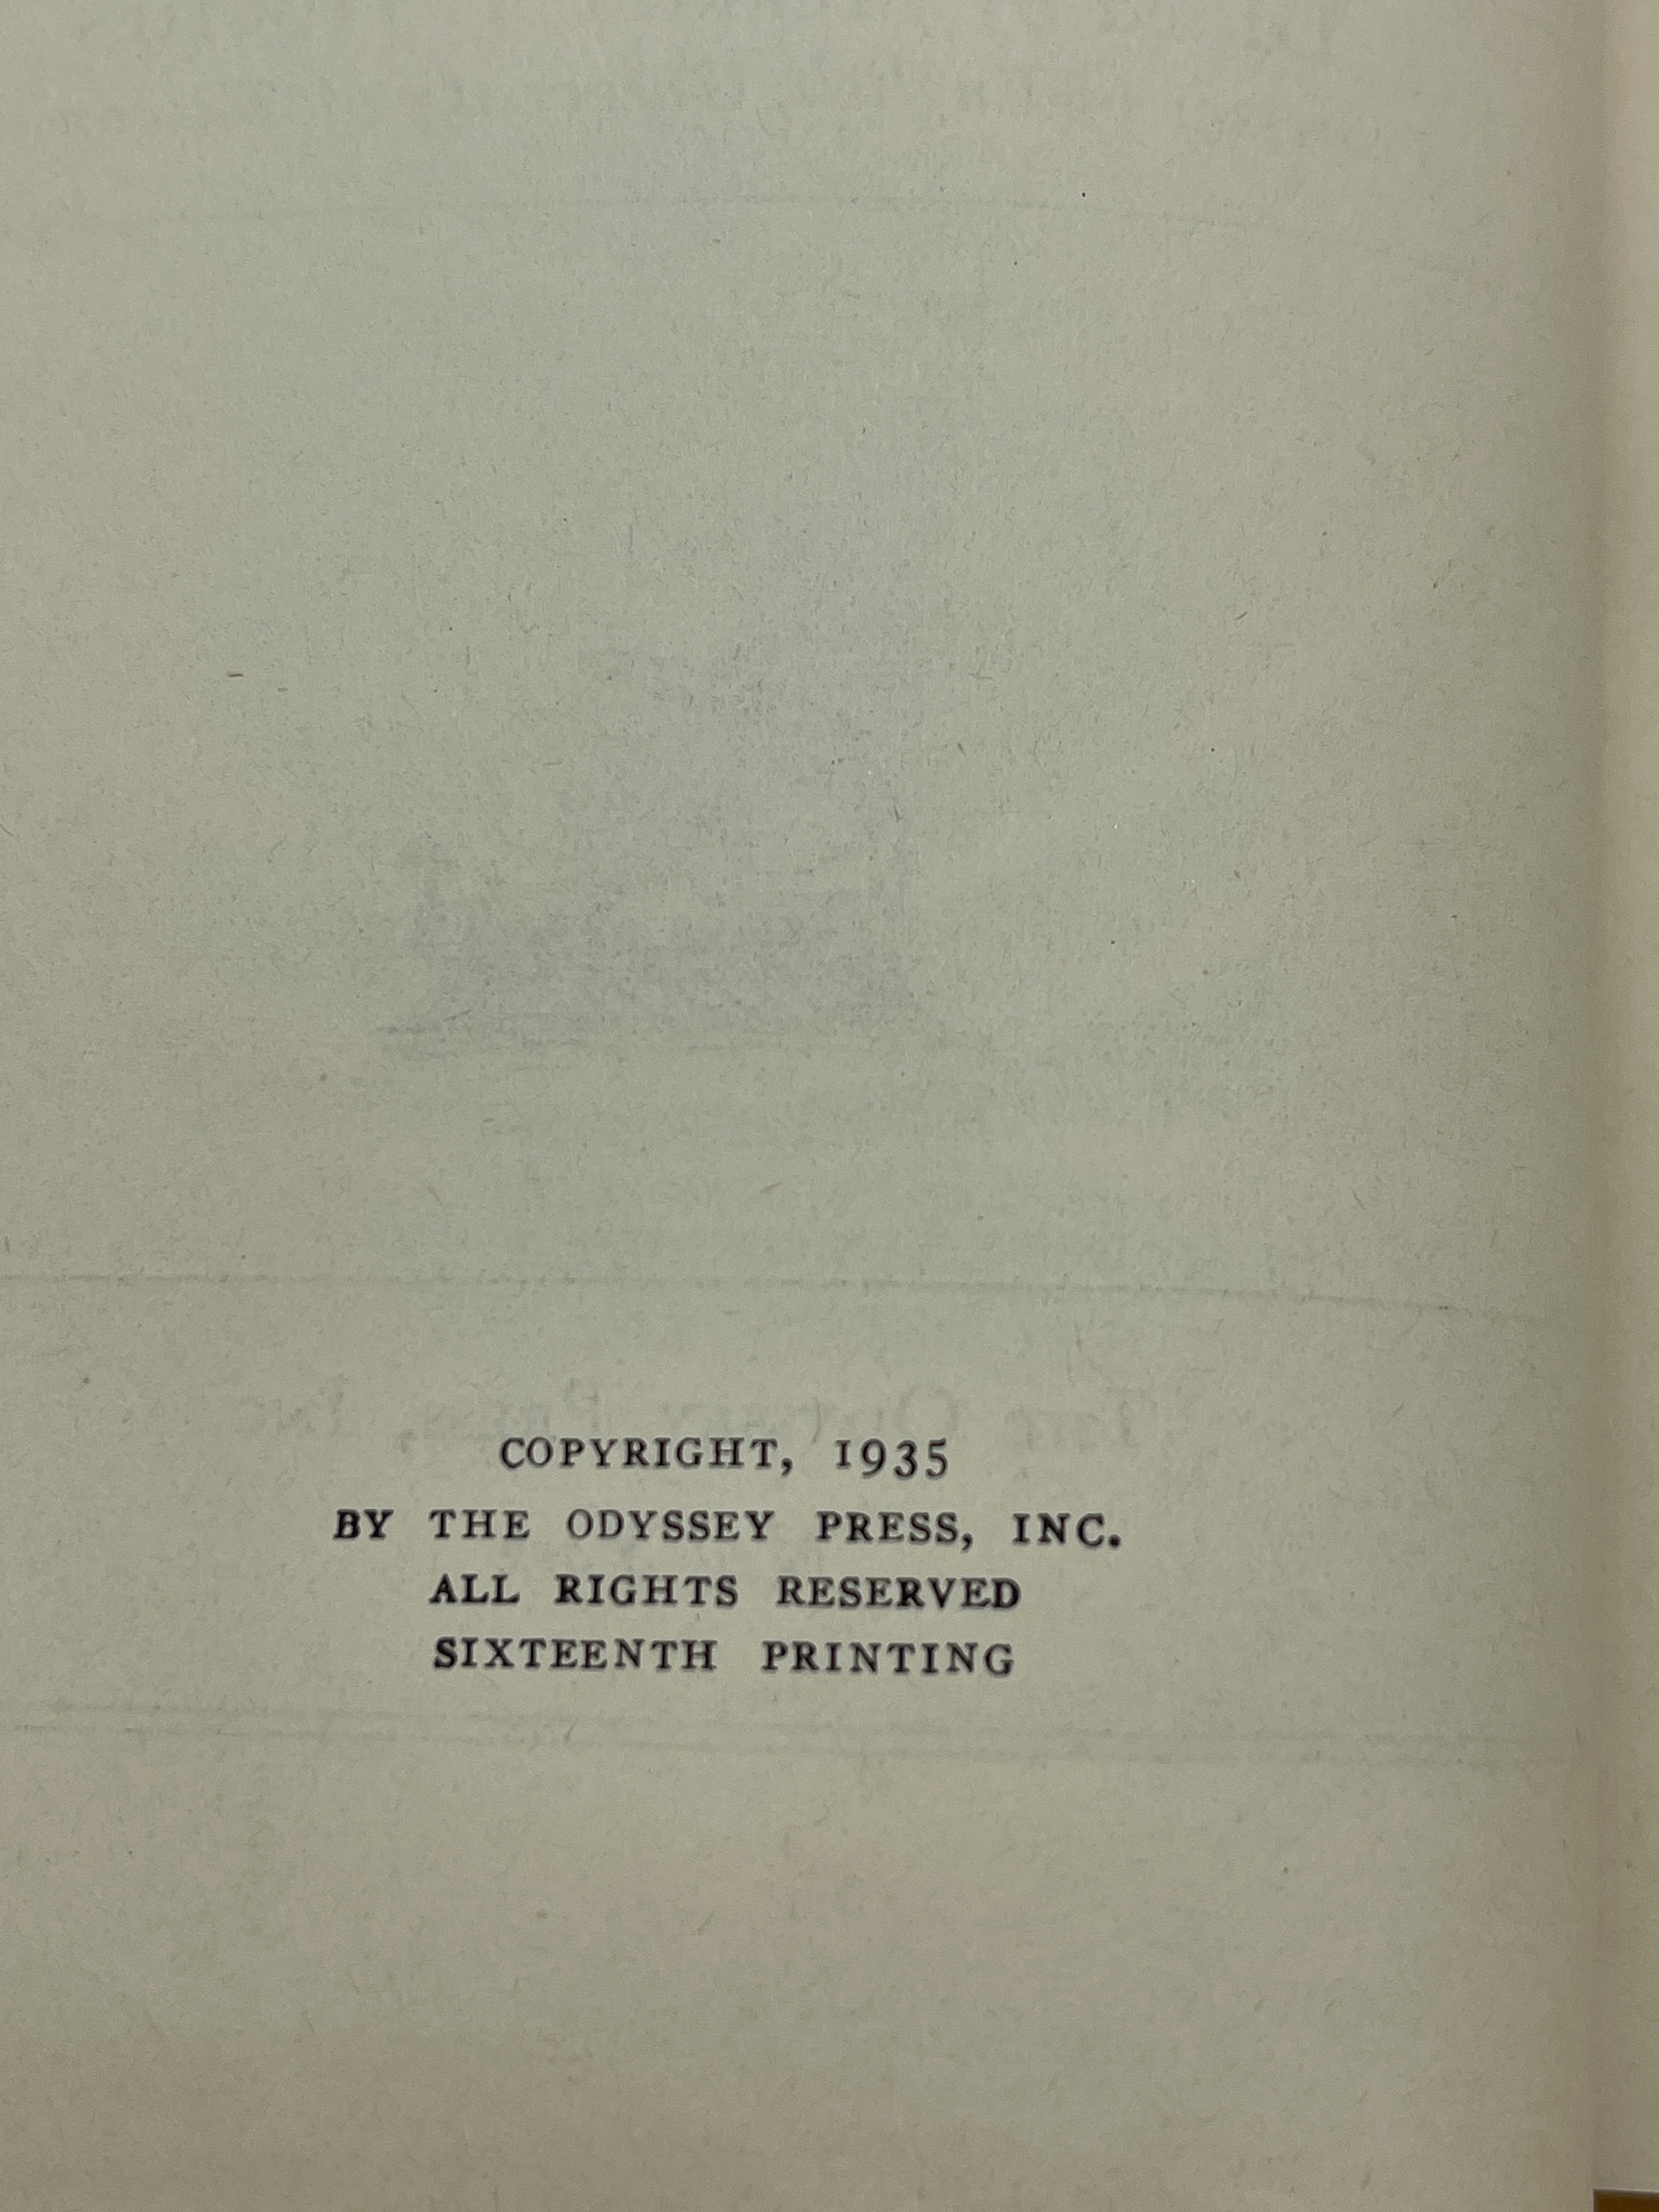 COPYRIGHT, 1935
BY THE ODYSSEY PRESS, INC.
ALL RIGHTS RESERVED
SIXTEENTH PRINTING